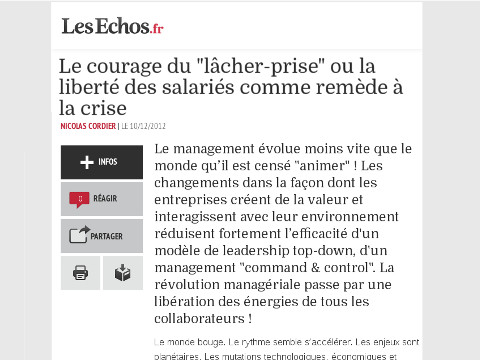 LesEchos.fr
Le courage du "lâcher-prise" ou la
liberté des salariés comme remède à
la crise
NICOLAS CORDIER | LE 10/12/2012
+ INFOS
0 RÉAGIR
PARTAGER
Le management évolue moins vite que le
monde qu'il est censé "animer" ! Les
changements dans la façon dont les
entreprises créent de la valeur et
interagissent avec leur environnement
réduisent fortement l'efficacité d'un
modèle de leadership top-down, d'un
management "command & control". La
révolution managériale passe par une
libération des énergies de tous les
collaborateurs !
Le monde bouge. Le rythme semble s'accélérer. Les enjeux sont
planétaires. Les mutations technologiques, économiques et